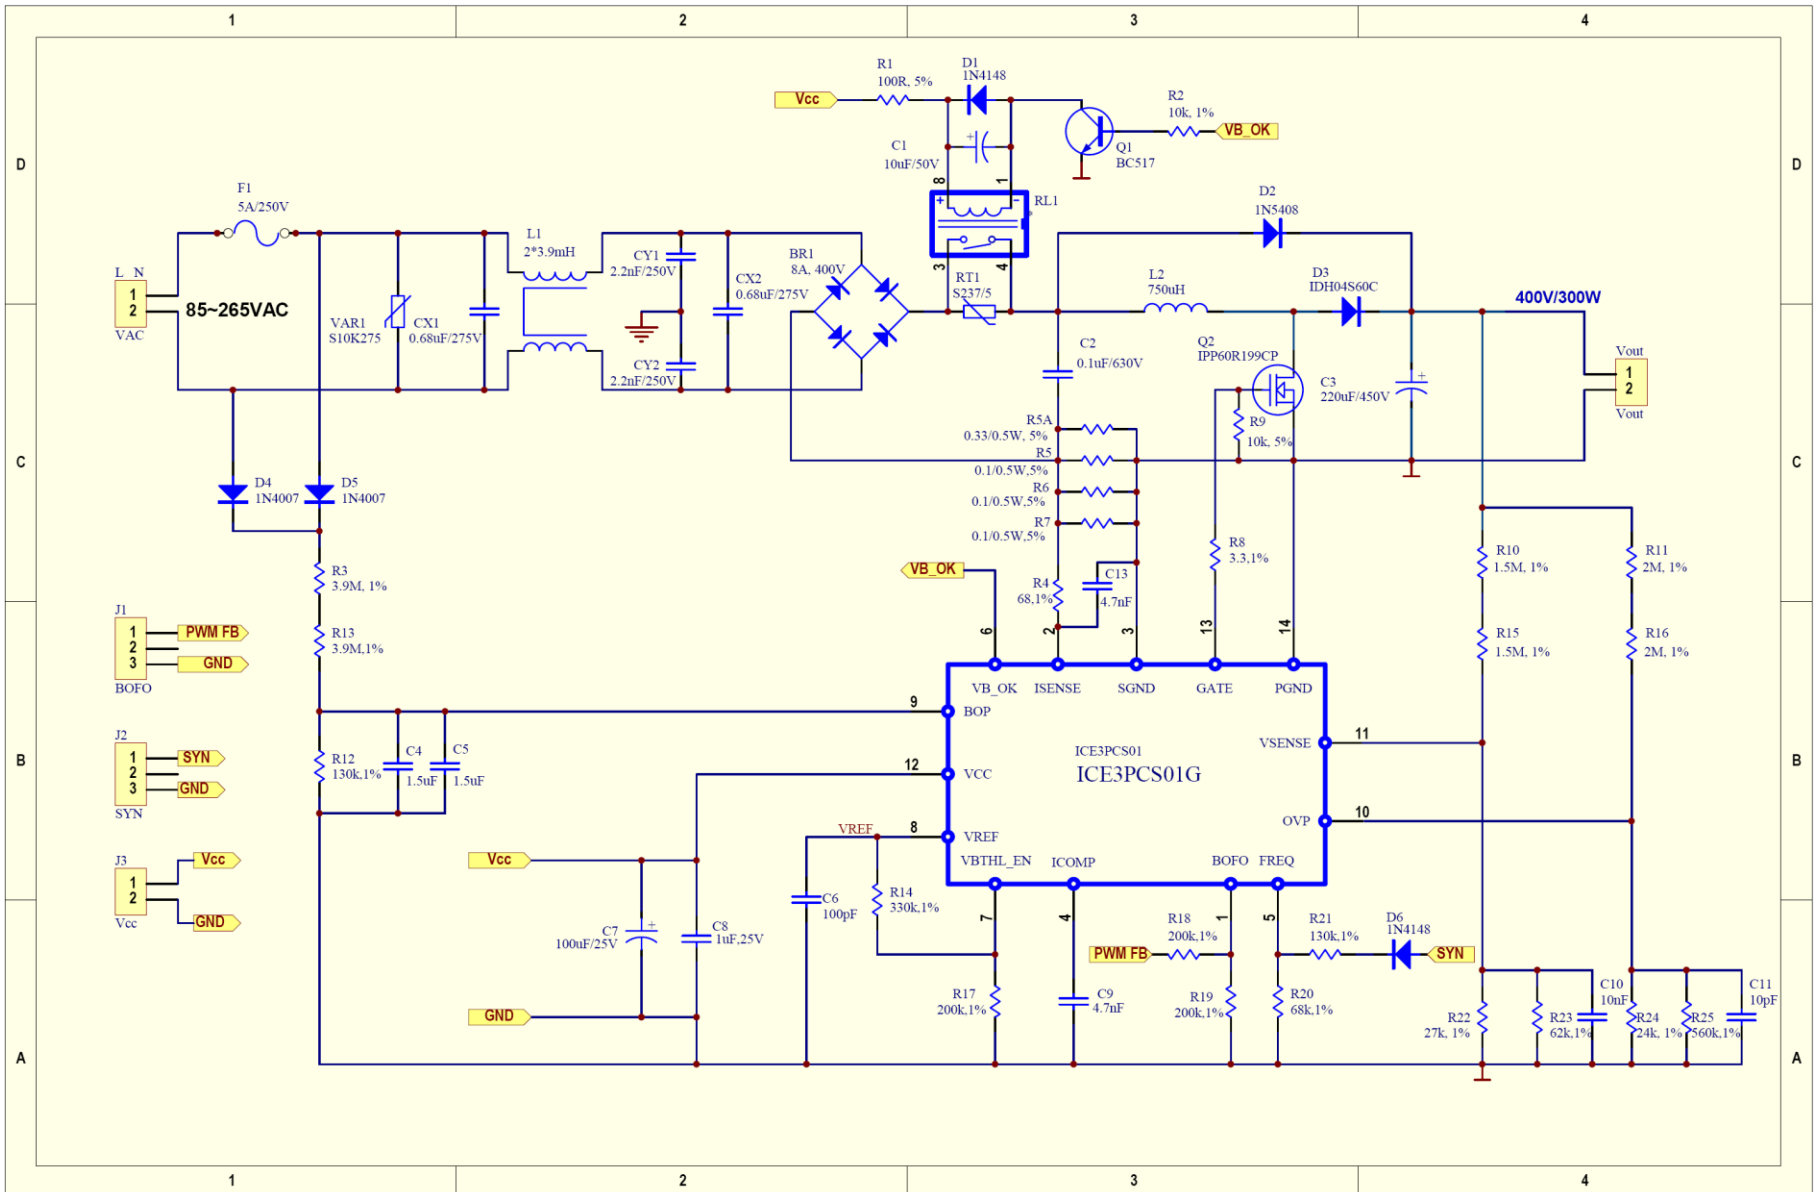 1
2
3
4
D
C
B
A
D
C
B
A
R1
100R, 5%
D1
1N4148
Vcc
R2
10k, 1%
VB_OK
C1
10uF/50V
Q1
BC517
8
1
+
-
RL1
3
4
F1
5A/250V
L1
2*3.9mH
CY1
2.2nF/250V
CX2
0.68uF/275V
BR1
8A, 400V
RT1
S237/5
D2
1N5408
L2
750uH
D3
IDH04S60C
400V/300W
L N
1
2
VAC
85~265VAC
VAR1
S10K275
CX1
0.68uF/275V
CY2
2.2nF/250V
C2
0.1uF/630V
Q2
IPP60R199CP
C3
220uF/450V
+
Vout
1
2
Vout
R9
10k, 5%
R5A
0.33/0.5W, 5%
R5
0.1/0.5W,5%
R6
0.1/0.5W,5%
R7
0.1/0.5W,5%
D4
1N4007
D5
1N4007
R8
3.3,1%
R10
1.5M, 1%
R11
2M, 1%
VB_OK
R4
68,1%
C13
4.7nF
R3
3.9M, 1%
R13
3.9M,1%
R15
1.5M, 1%
R16
2M, 1%
J1
1
2
3
PWM FB
GND
BOFO
6
2
3
13
14
VB_OK
ISENSE
SGND
GATE
PGND
9
BOP
J2
1
2
3
SYN
GND
SYN
R12
130k,1%
C4
1.5uF
C5
1.5uF
12
VCC
ICE3PCS01
ICE3PCS01G
VSENSE
11
VREF
8
VREF
OVP
10
VBTHL_EN
ICOMP
BOFO
FREQ
J3
1
2
Vcc
GND
Vcc
Vcc
C6
100pF
R14
330k,1%
7
4
1
5
C7
100uF/25V
+
C8
1uF,25V
R18
200k,1%
PWM FB
R21
130k,1%
D6
1N4148
SYN
GND
R17
200k,1%
C9
4.7nF
R19
200k,1%
R20
68k,1%
R22
27k, 1%
R23
62k,1%
C10
10nF
R24
24k, 1%
R25
560k,1%
C11
10pF
1
2
3
4